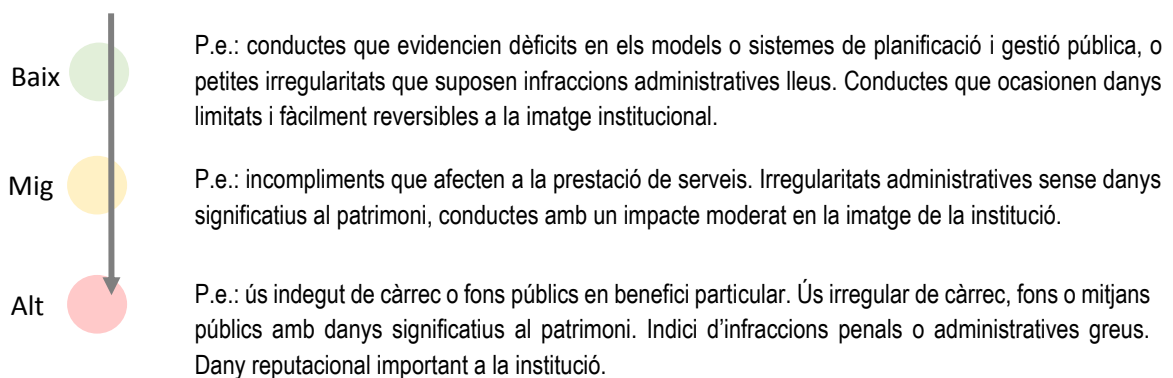 Baix
P.e.: conductes que evidencien dèficits en els models o sistemes de planificació i gestió pública, o
petites irregularitats que suposen infraccions administratives lleus. Conductes que ocasionen danys
limitats i fàcilment reversibles a la imatge institucional.
Mig
P.e.: incompliments que afecten a la prestació de serveis. Irregularitats administratives sense danys
significatius al patrimoni, conductes amb un impacte moderat en la imatge de la institució.
Alt
P.e.: ús indegut de càrrec o fons públics en benefici particular. Ús irregular de càrrec, fons o mitjans
públics amb danys significatius al patrimoni. Indici d’infraccions penals o administratives greus.
Dany reputacional important a la institució.